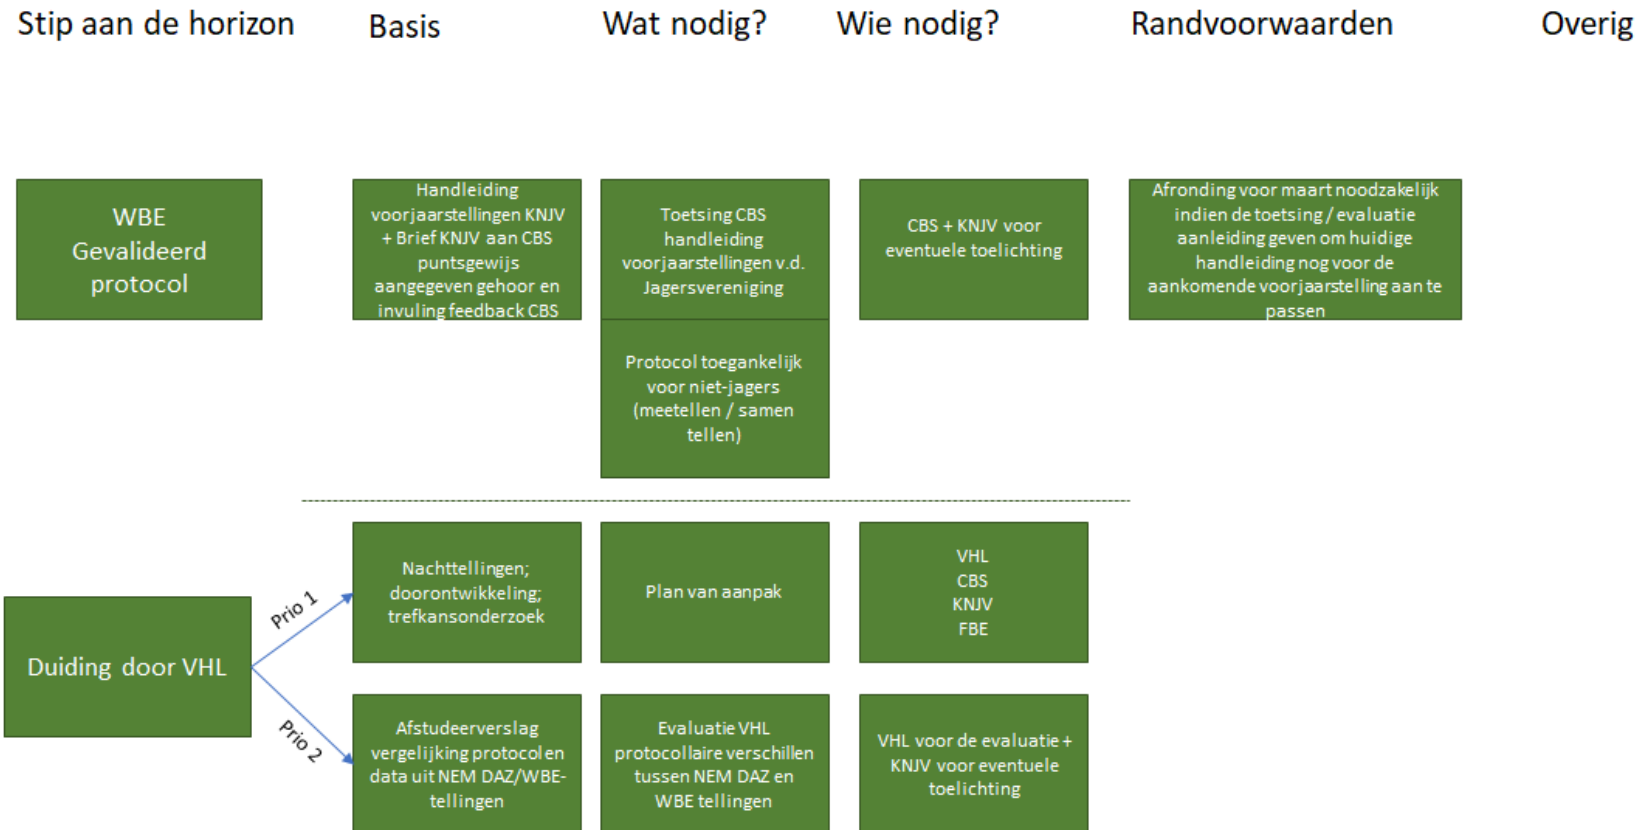 Stip aan de horizon
Basis
Wat nodig?
Wie nodig?
Randvoorwaarden
Overig
WBE
Gevalideerd
protocol
Handleiding
voorjaarstellingen KNJV
+ Brief KNJV aan CBS
puntsgewijs
aangegeven gehoor en
invuling feedback CBS
Toetsing CBS
handleiding
voorjaarstellingen v.d.
Jagersvereniging
CBS + KNJV voor
eventuele toelichting
Afronding voor maart noodzakelijk
indien de toetsing / evaluatie
aanleiding geven om huidige
handleiding nog voor de
aankomende voorjaarstelling aan te
passen
Protocol toegankelijk
voor niet-jagers
(meetellen / samen
tellen)
Duiding door VHL
Prio 1
Nachttellingen;
doorontwikkeling;
trefkansonderzoek
Plan van aanpak
VHL
CBS
KNJV
FBE
Prio 2
Afstudeerverslag
vergelijking protocol en
data uit NEM DAZ/WBE-
tellingen
Evaluatie VHL
protocollaire verschillen
tussen NEM DAZ en
WBE tellingen
VHL voor de evaluatie +
KNJV voor eventuele
toelichting